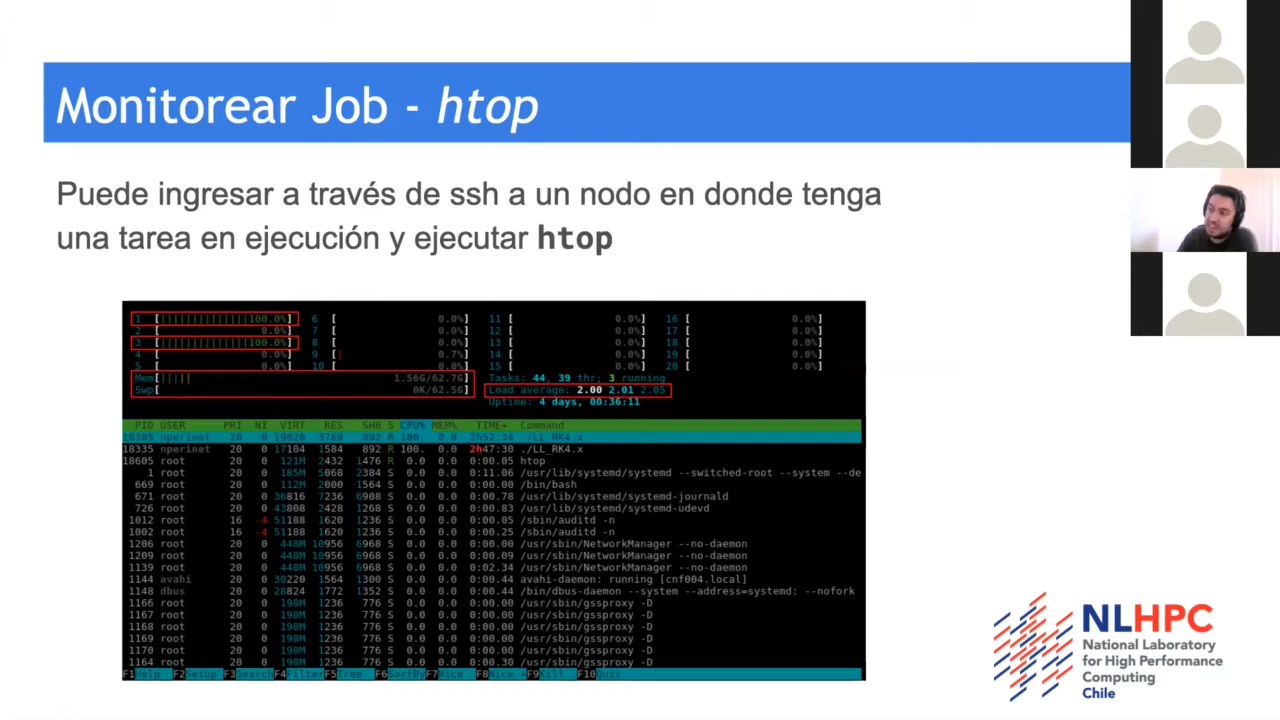 Monitorear Job - htop
Puede ingresar a través de ssh a un nodo en donde tenga
una tarea en ejecución y ejecutar htop
1 [||||||||||||||||100.0%] 6 [ 0.0%] 11 [ 0.0%] 16 [ 0.0%]
2 [ 0.0%] 7 [ 0.0%] 12 [ 0.0%] 17 [ 0.0%]
3 [||||||||||||||||100.0%] 8 [ 0.0%] 13 [ 0.0%] 18 [ 0.0%]
4 [ 0.0%] 9 [| 0.7%] 14 [ 0.0%] 19 [ 0.0%]
5 [ 0.0%] 10 [ 0.0%] 15 [ 0.0%] 20 [ 0.0%]
Mem[||||| 1.56G/62.7G] Tasks: 44, 39 thr; 3 running
Swp[ 0K/62.5G] Load average: 2.00 2.01 2.05
Uptime: 4 days, 00:36:11
PID USER PRI NI VIRT RES SHR S CPU% MEM% TIME+ Command
nperinet 20 0 19020 3768 892 R 100. 0.0 2h52:34 ./LL_RK4.x
18335 nperinet 20 0 17104 1584 892 R 100. 0.0 2h47:30 ./LL_RK4.x
18605 root 20 0 121M 2432 1476 R 0.0 0.0 0:00.05 htop
1 root 20 0 185M 5068 2384 S 0.0 0.0 0:11.06 /usr/lib/systemd/systemd --switched-root --system --de
669 root 20 0 112M 2000 1564 S 0.0 0.0 0:00.00 /bin/bash
671 root 20 0 36816 7236 6908 S 0.0 0.0 0:00.78 /usr/lib/systemd/systemd-journald
726 root 20 0 43808 2428 1268 S 0.0 0.0 0:00.83 /usr/lib/systemd/systemd-udevd
1012 root 16 -4 51188 1620 1236 S 0.0 0.0 0:00.05 /sbin/auditd -n
1002 root 16 -4 51188 1620 1236 S 0.0 0.0 0:00.25 /sbin/auditd -n
1206 root 20 0 448M 10956 6968 S 0.0 0.0 0:00.00 /usr/sbin/NetworkManager --no-daemon
1209 root 20 0 448M 10956 6968 S 0.0 0.0 0:00.09 /usr/sbin/NetworkManager --no-daemon
1139 root 20 0 448M 10956 6968 S 0.0 0.0 0:02.34 /usr/sbin/NetworkManager --no-daemon
1144 avahi 20 0 30220 1564 1300 S 0.0 0.0 0:00.44 avahi-daemon: running [cnf004.local]
1148 dbus 20 0 28824 1772 1352 S 0.0 0.0 0:00.44 /bin/dbus-daemon --system --address=systemd: --nofork
1166 root 20 0 198M 1236 776 S 0.0 0.0 0:00.00 /usr/sbin/gssproxy -D
1167 root 20 0 198M 1236 776 S 0.0 0.0 0:00.00 /usr/sbin/gssproxy -D
1168 root 20 0 198M 1236 776 S 0.0 0.0 0:00.00 /usr/sbin/gssproxy -D
1169 root 20 0 198M 1236 776 S 0.0 0.0 0:00.00 /usr/sbin/gssproxy -D
1170 root 20 0 198M 1236 776 S 0.0 0.0 0:00.00 /usr/sbin/gssproxy -D
1164 root 20 0 198M 1236 776 S 0.0 0.0 0:00.30 /usr/sbin/gssproxy -D
F1Help F2Setup F3Search F4Filter F5Tree F6SortBy F7Nice - F8Nice + F9Kill F10Quit
NLHPC
National Laboratory
for High Performance
Computing
Chile